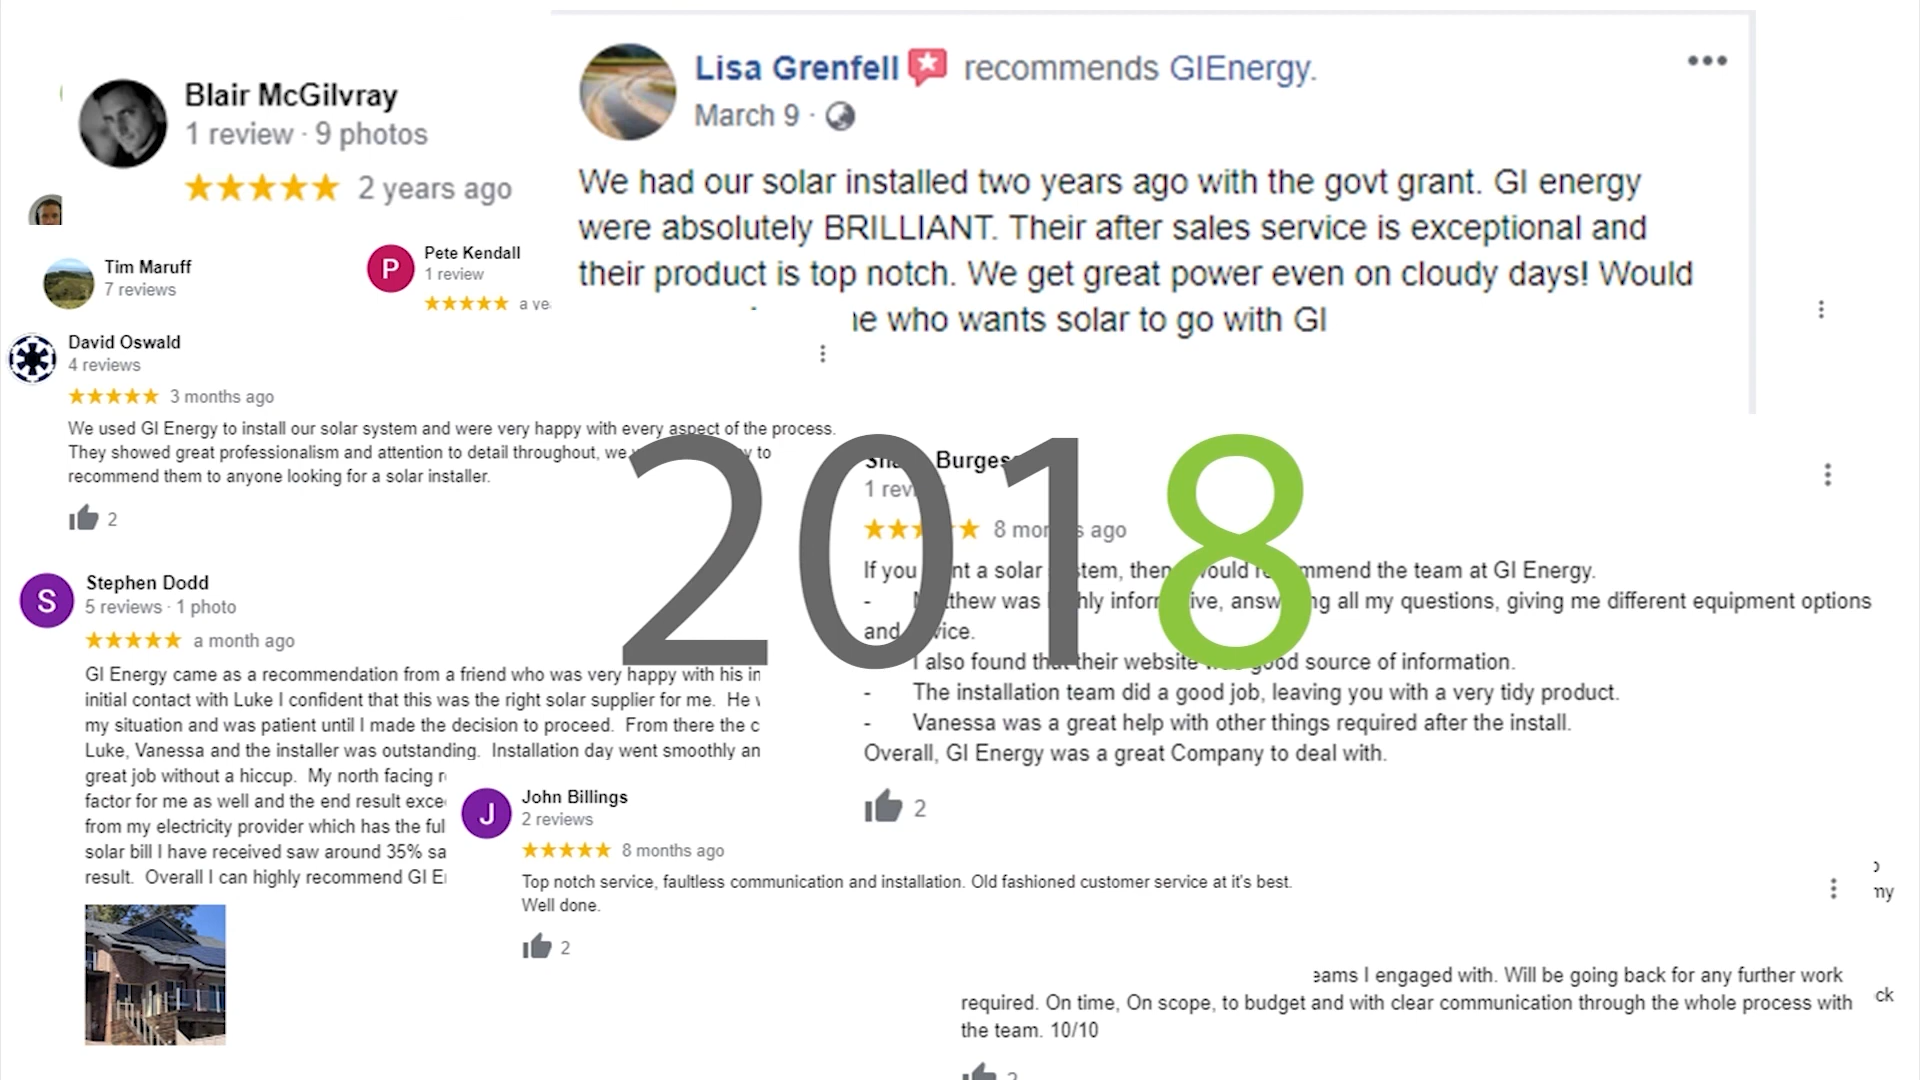 Blair McGilvray
1 review · 9 photos
2 years ago
Lisa Grenfell recommends GIEnergy.
March 9 ·
We had our solar installed two years ago with the govt grant. GI energy
were absolutely BRILLIANT. Their after sales service is exceptional and
their product is top notch. We get great power even on cloudy days! Would
who wants solar to go with GI
Tim Maruff
7 reviews
P
Pete Kendall
1 review
a
David Oswald
4 reviews
3 months ago
We used GI Energy to install our solar system and were very happy with every aspect of the process.
They showed great professionalism and attention to detail throughout, we to
recommend them to anyone looking for a solar installer.
2
2018
Burgess
1
8 ago
If you a solar then recommend the team at GI Energy.
- was all my questions, giving me different equipment options
and
I also found that their website good source of information.
- The installation team did a good job, leaving you with a very tidy product.
- Vanessa was a great help with other things required after the install.
Overall, GI Energy was a great Company to deal with.
2
S
Stephen Dodd
5 reviews · 1 photo
a month ago
GI Energy came as a recommendation from a friend who was very happy with his
initial contact with Luke I confident that this was the right solar supplier for me. He
my situation and was patient until I made the decision to proceed. From there the
Luke, Vanessa and the installer was outstanding. Installation day went smoothly
great job without a hiccup. My north facing
factor for me as well and the end result
from my electricity provider which has the
solar bill I have received saw around 35%
result. Overall I can highly recommend GI
J
John Billings
2 reviews
8 months ago
Top notch service, faultless communication and installation. Old fashioned customer service at it's best.
Well done.
2
I engaged with. Will be going back for any further work
required. On time, On scope, to budget and with clear communication through the whole process with
the team. 10/10